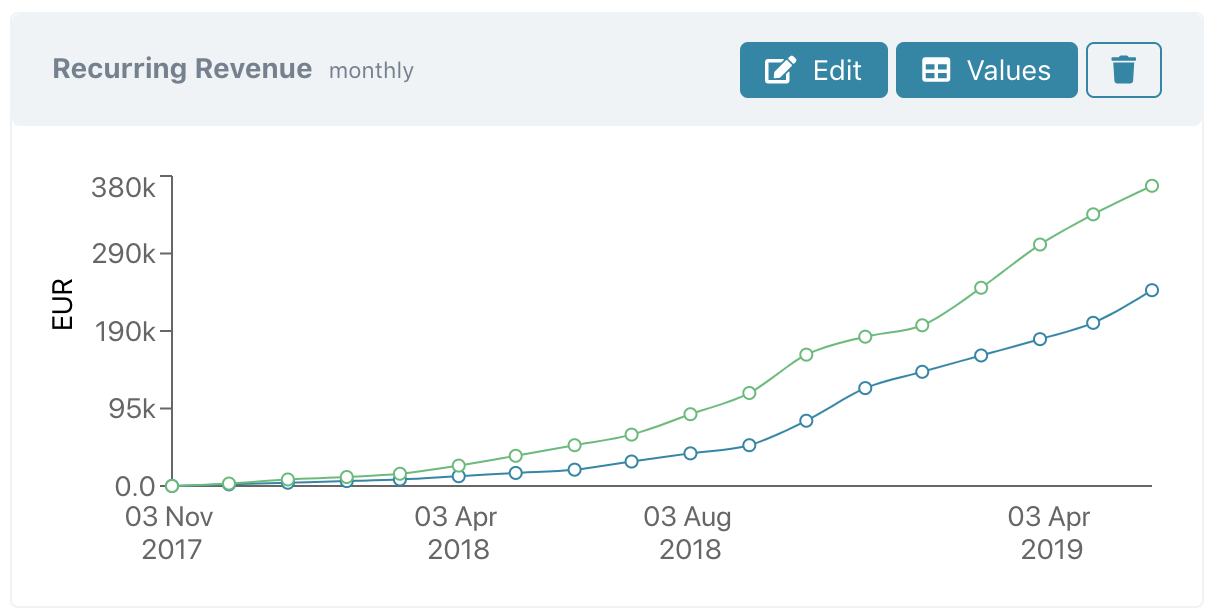 Recurring Revenue monthly
Edit
Values
380k
290k
190k
95k
0.0
EUR
03 Nov
2017
03 Apr
2018
03 Aug
2018
03 Apr
2019